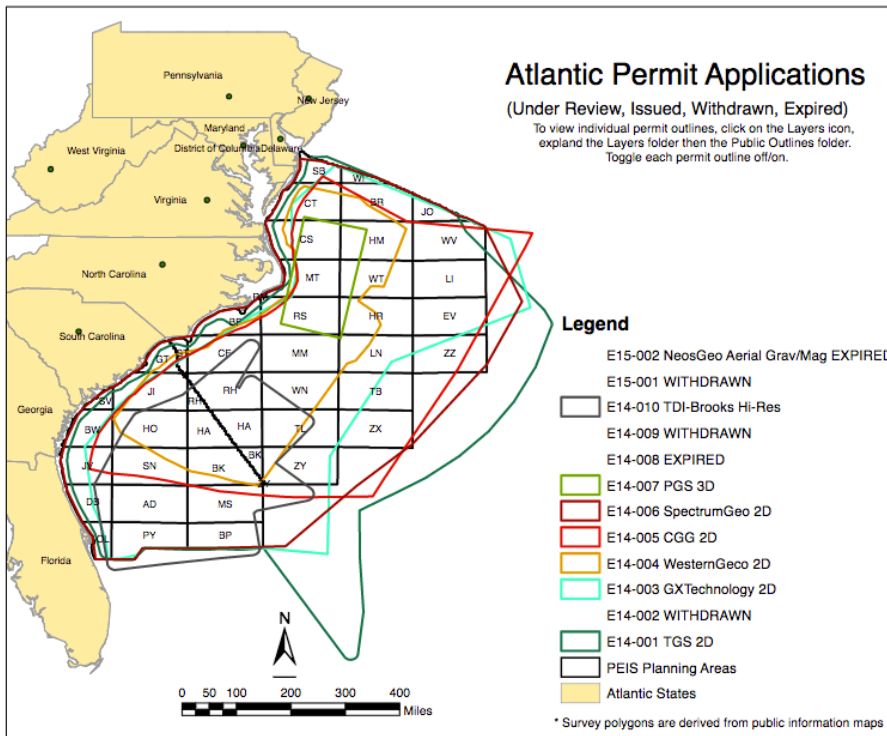 Atlantic Permit Applications
(Under Review, Issued, Withdrawn, Expired)
To view individual permit outlines, click on the Layers icon,
expland the Layers folder then the Public Outlines folder.
Toggle each permit outline off/on.
Pennsylvania
New Jersey
Maryland
District of Columbia
Delaware
West Virginia
Virginia
North Carolina
South Carolina
Georgia
Florida
SB
WI
CT
BR
JO
CS
HM
WV
MT
WT
LI
RS
HR
EV
CF
MM
LN
ZZ
GT
JI
RH
RH
WN
TB
SV
BW
HO
HA
HA
TL
ZX
JV
SN
BK
BK
ZY
DB
AD
MS
PY
BP
Legend
E15-002 NeosGeo Aerial Grav/Mag EXPIRED
E15-001 WITHDRAWN
E14-010 TDI-Brooks Hi-Res
E14-009 WITHDRAWN
E14-008 EXPIRED
E14-007 PGS 3D
E14-006 SpectrumGeo 2D
E14-005 CGG 2D
E14-004 WesternGeco 2D
E14-003 GXTechnology 2D
E14-002 WITHDRAWN
E14-001 TGS 2D
PEIS Planning Areas
Atlantic States
N
0 50 100 200 300 400
Miles
* Survey polygons are derived from public information maps